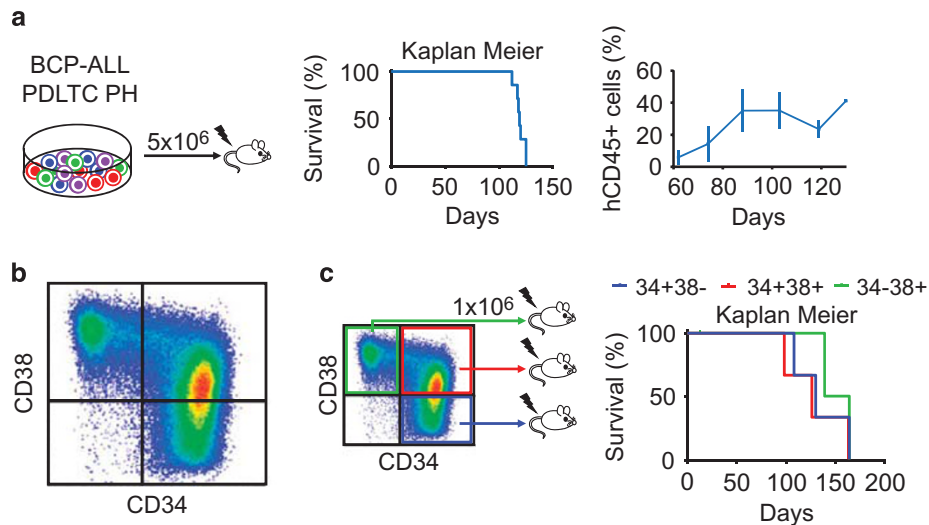 a
BCP-ALL
PDLTC PH
5x10⁶
Kaplan Meier
Survival (%)
100
50
0
0 50 100 150
Days
hCD45+ cells (%)
60
40
20
0
60 80 100 120
Days
b
CD38
CD34
c
1x10⁶
CD38
CD34
34+38- 34+38+ 34-38+
Kaplan Meier
Survival (%)
100
50
0
0 50 100 150 200
Days